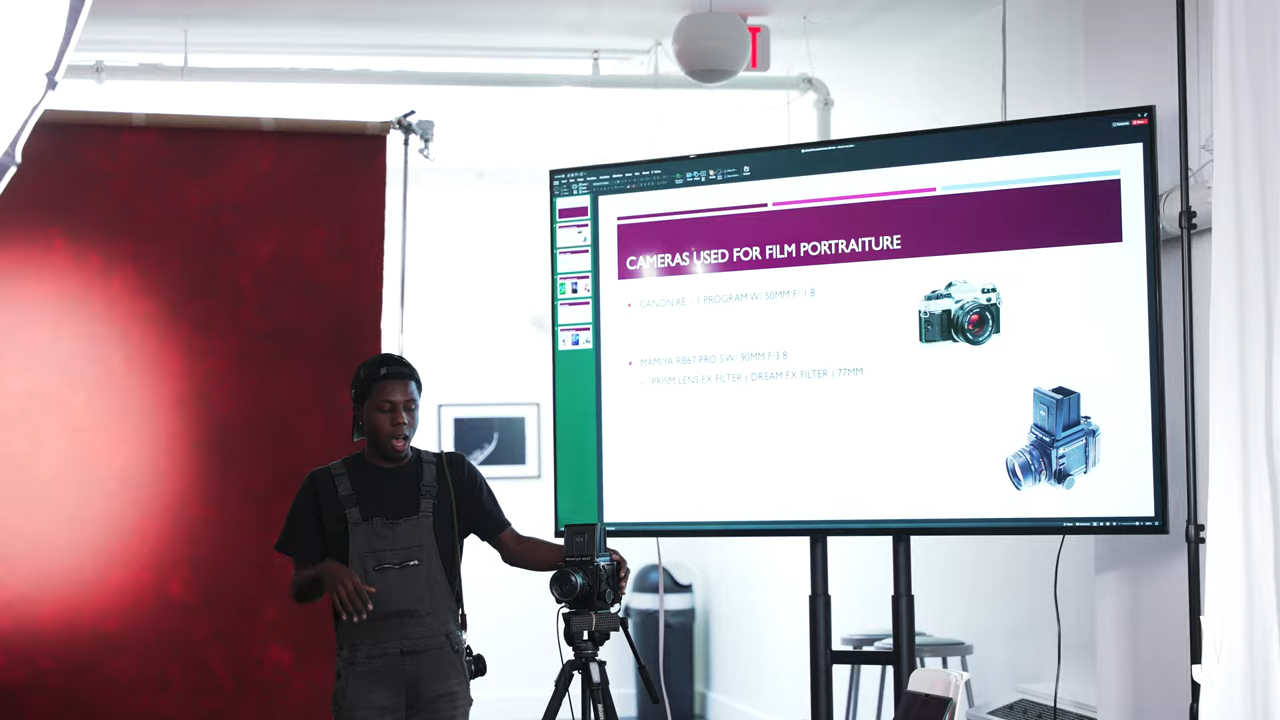 T
CAMERAS USED FOR FILM PORTRAITURE
CANON AE - 1 PROGRAM W/ 50MM F/ 1.8
MAMIYA RB67 PRO S W/ 90MM F/3.8
- PRISM LENS FX FILTER ( DREAM FX FILTER ) 77MM